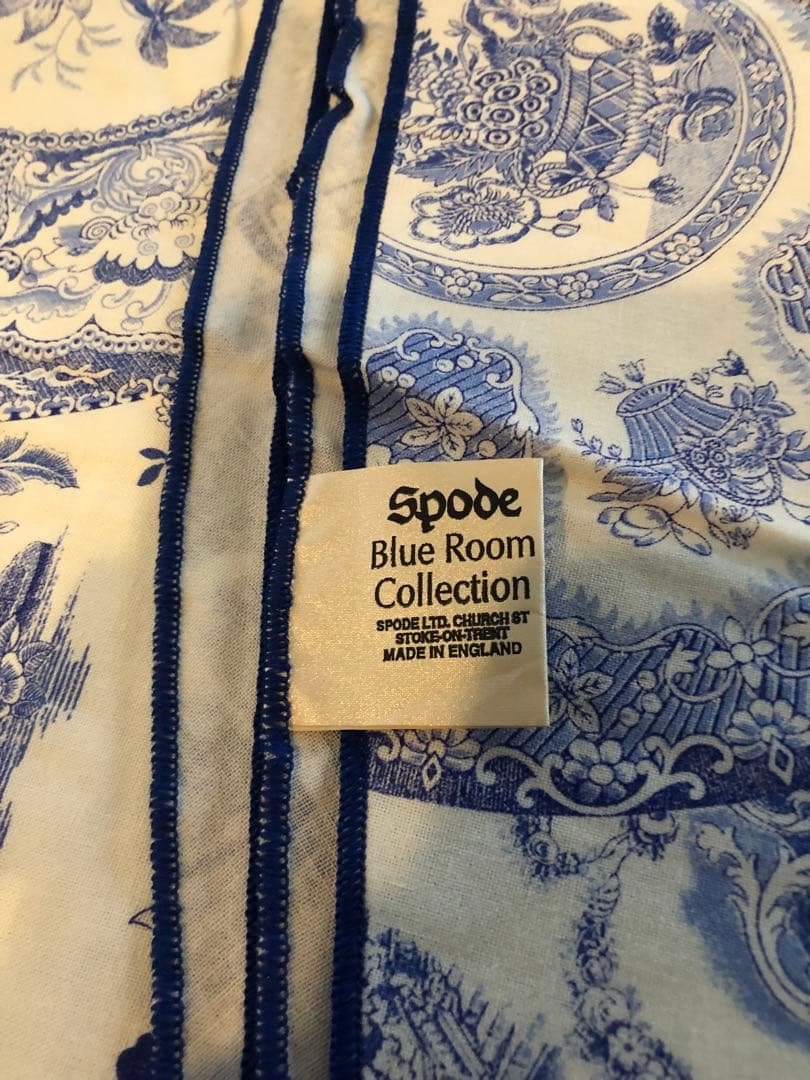 Spode
Blue Room
Collection
SPODE LTD. CHURCH ST
STOKE-ON-TRENT
MADE IN ENGLAND